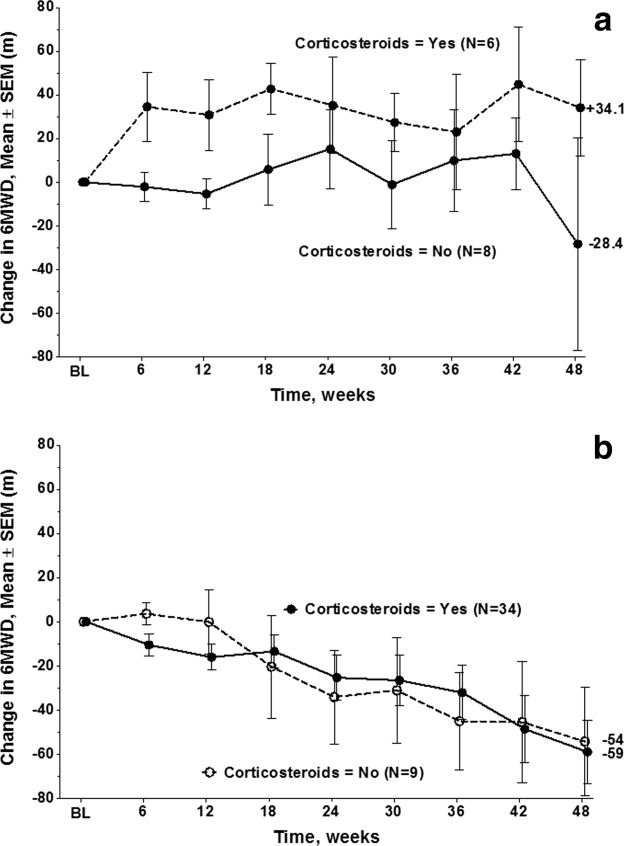 a
Change in 6MWD, Mean ± SEM (m)
80
60
40
20
0
-20
-40
-60
-80
Corticosteroids = Yes (N=6)
+34.1
Corticosteroids = No (N=8)
-28.4
BL 6 12 18 24 30 36 42 48
Time, weeks
b
Change in 6MWD, Mean ± SEM (m)
80
60
40
20
0
-20
-40
-60
-80
Corticosteroids = Yes (N=34)
-54
-59
Corticosteroids = No (N=9)
BL 6 12 18 24 30 36 42 48
Time, weeks